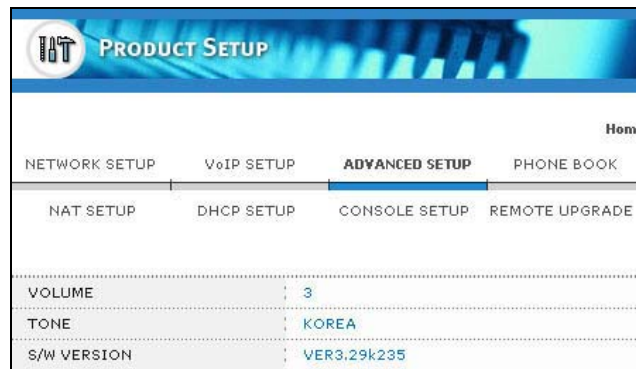 PRODUCT SETUP
Hom
NETWORK SETUP VoIP SETUP ADVANCED SETUP PHONE BOOK
NAT SETUP DHCP SETUP CONSOLE SETUP REMOTE UPGRADE
VOLUME 3
TONE KOREA
S/W VERSION VER3.29k235